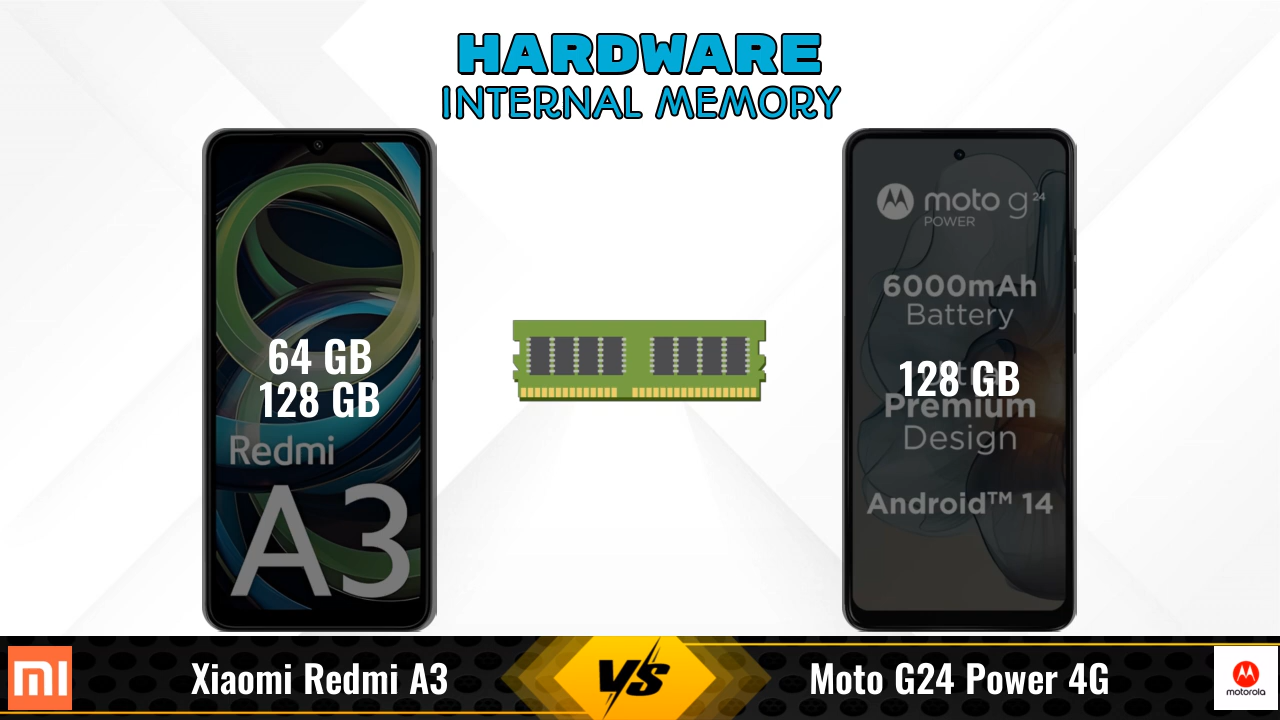 HARDWARE
INTERNAL MEMORY
64 GB
128 GB
Redmi
A3
moto g24
POWER
6000mAh
Battery
128 GB
Ultra
Premium
Design
Android™ 14
mi
Xiaomi Redmi A3
VS
Moto G24 Power 4G
motorola